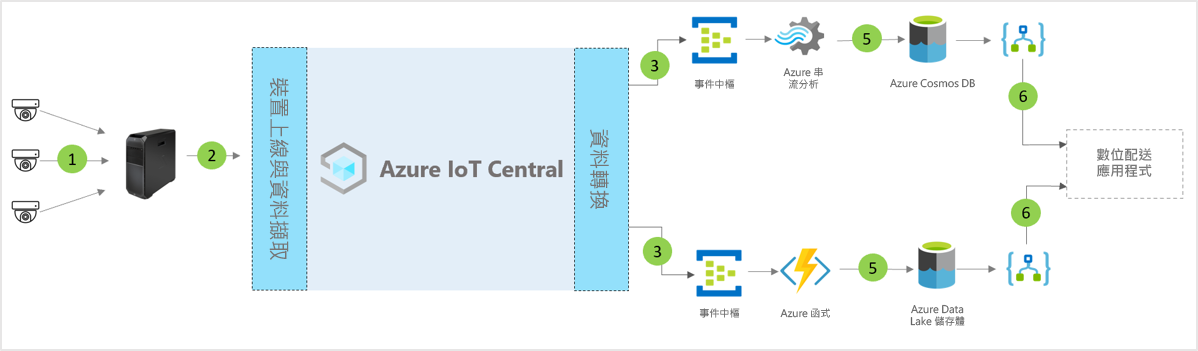 1
2
裝置上線與資料擷取
Azure IoT Central
資料轉換
3
事件中樞
Azure 串
流分析
5
Azure Cosmos DB
6
數位配送
應用程式
3
事件中樞
Azure 函式
5
Azure Data
Lake 儲存體
6